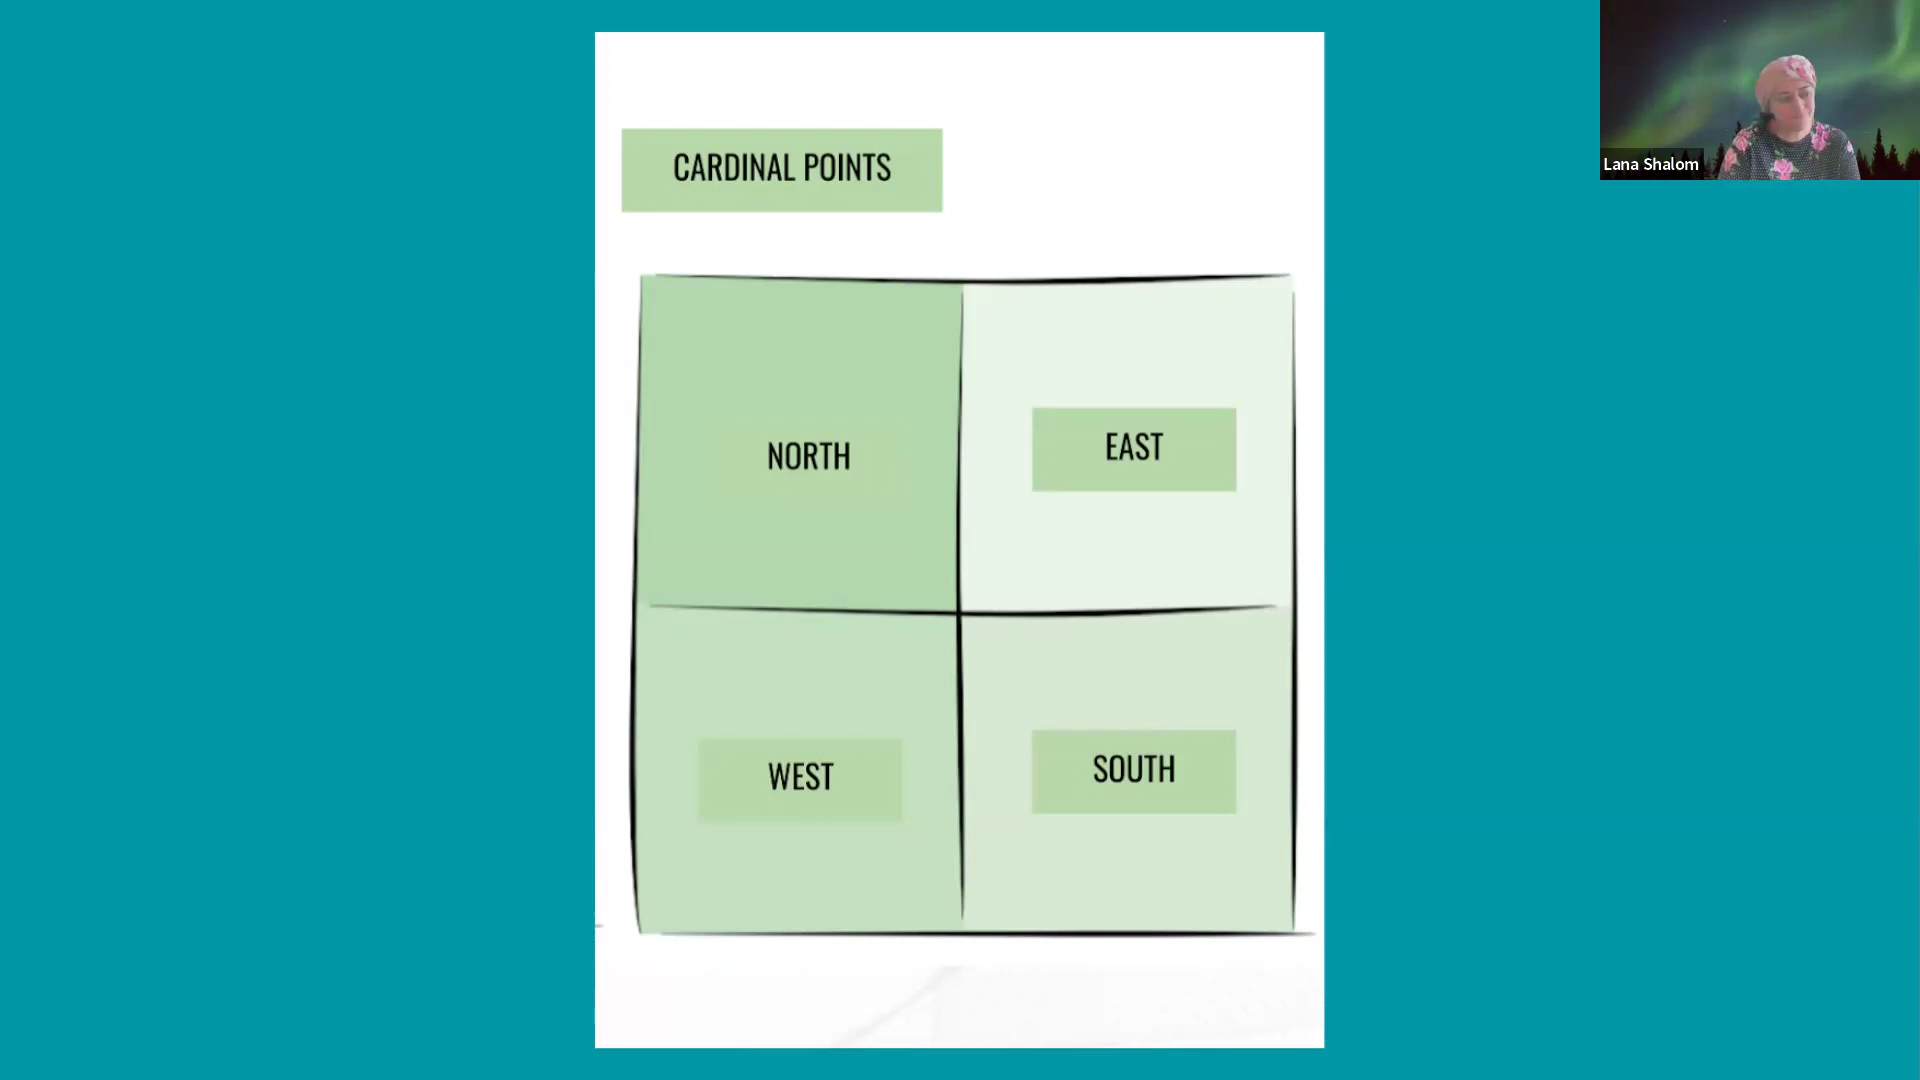 CARDINAL POINTS
NORTH
EAST
WEST
SOUTH
Lana Shalom